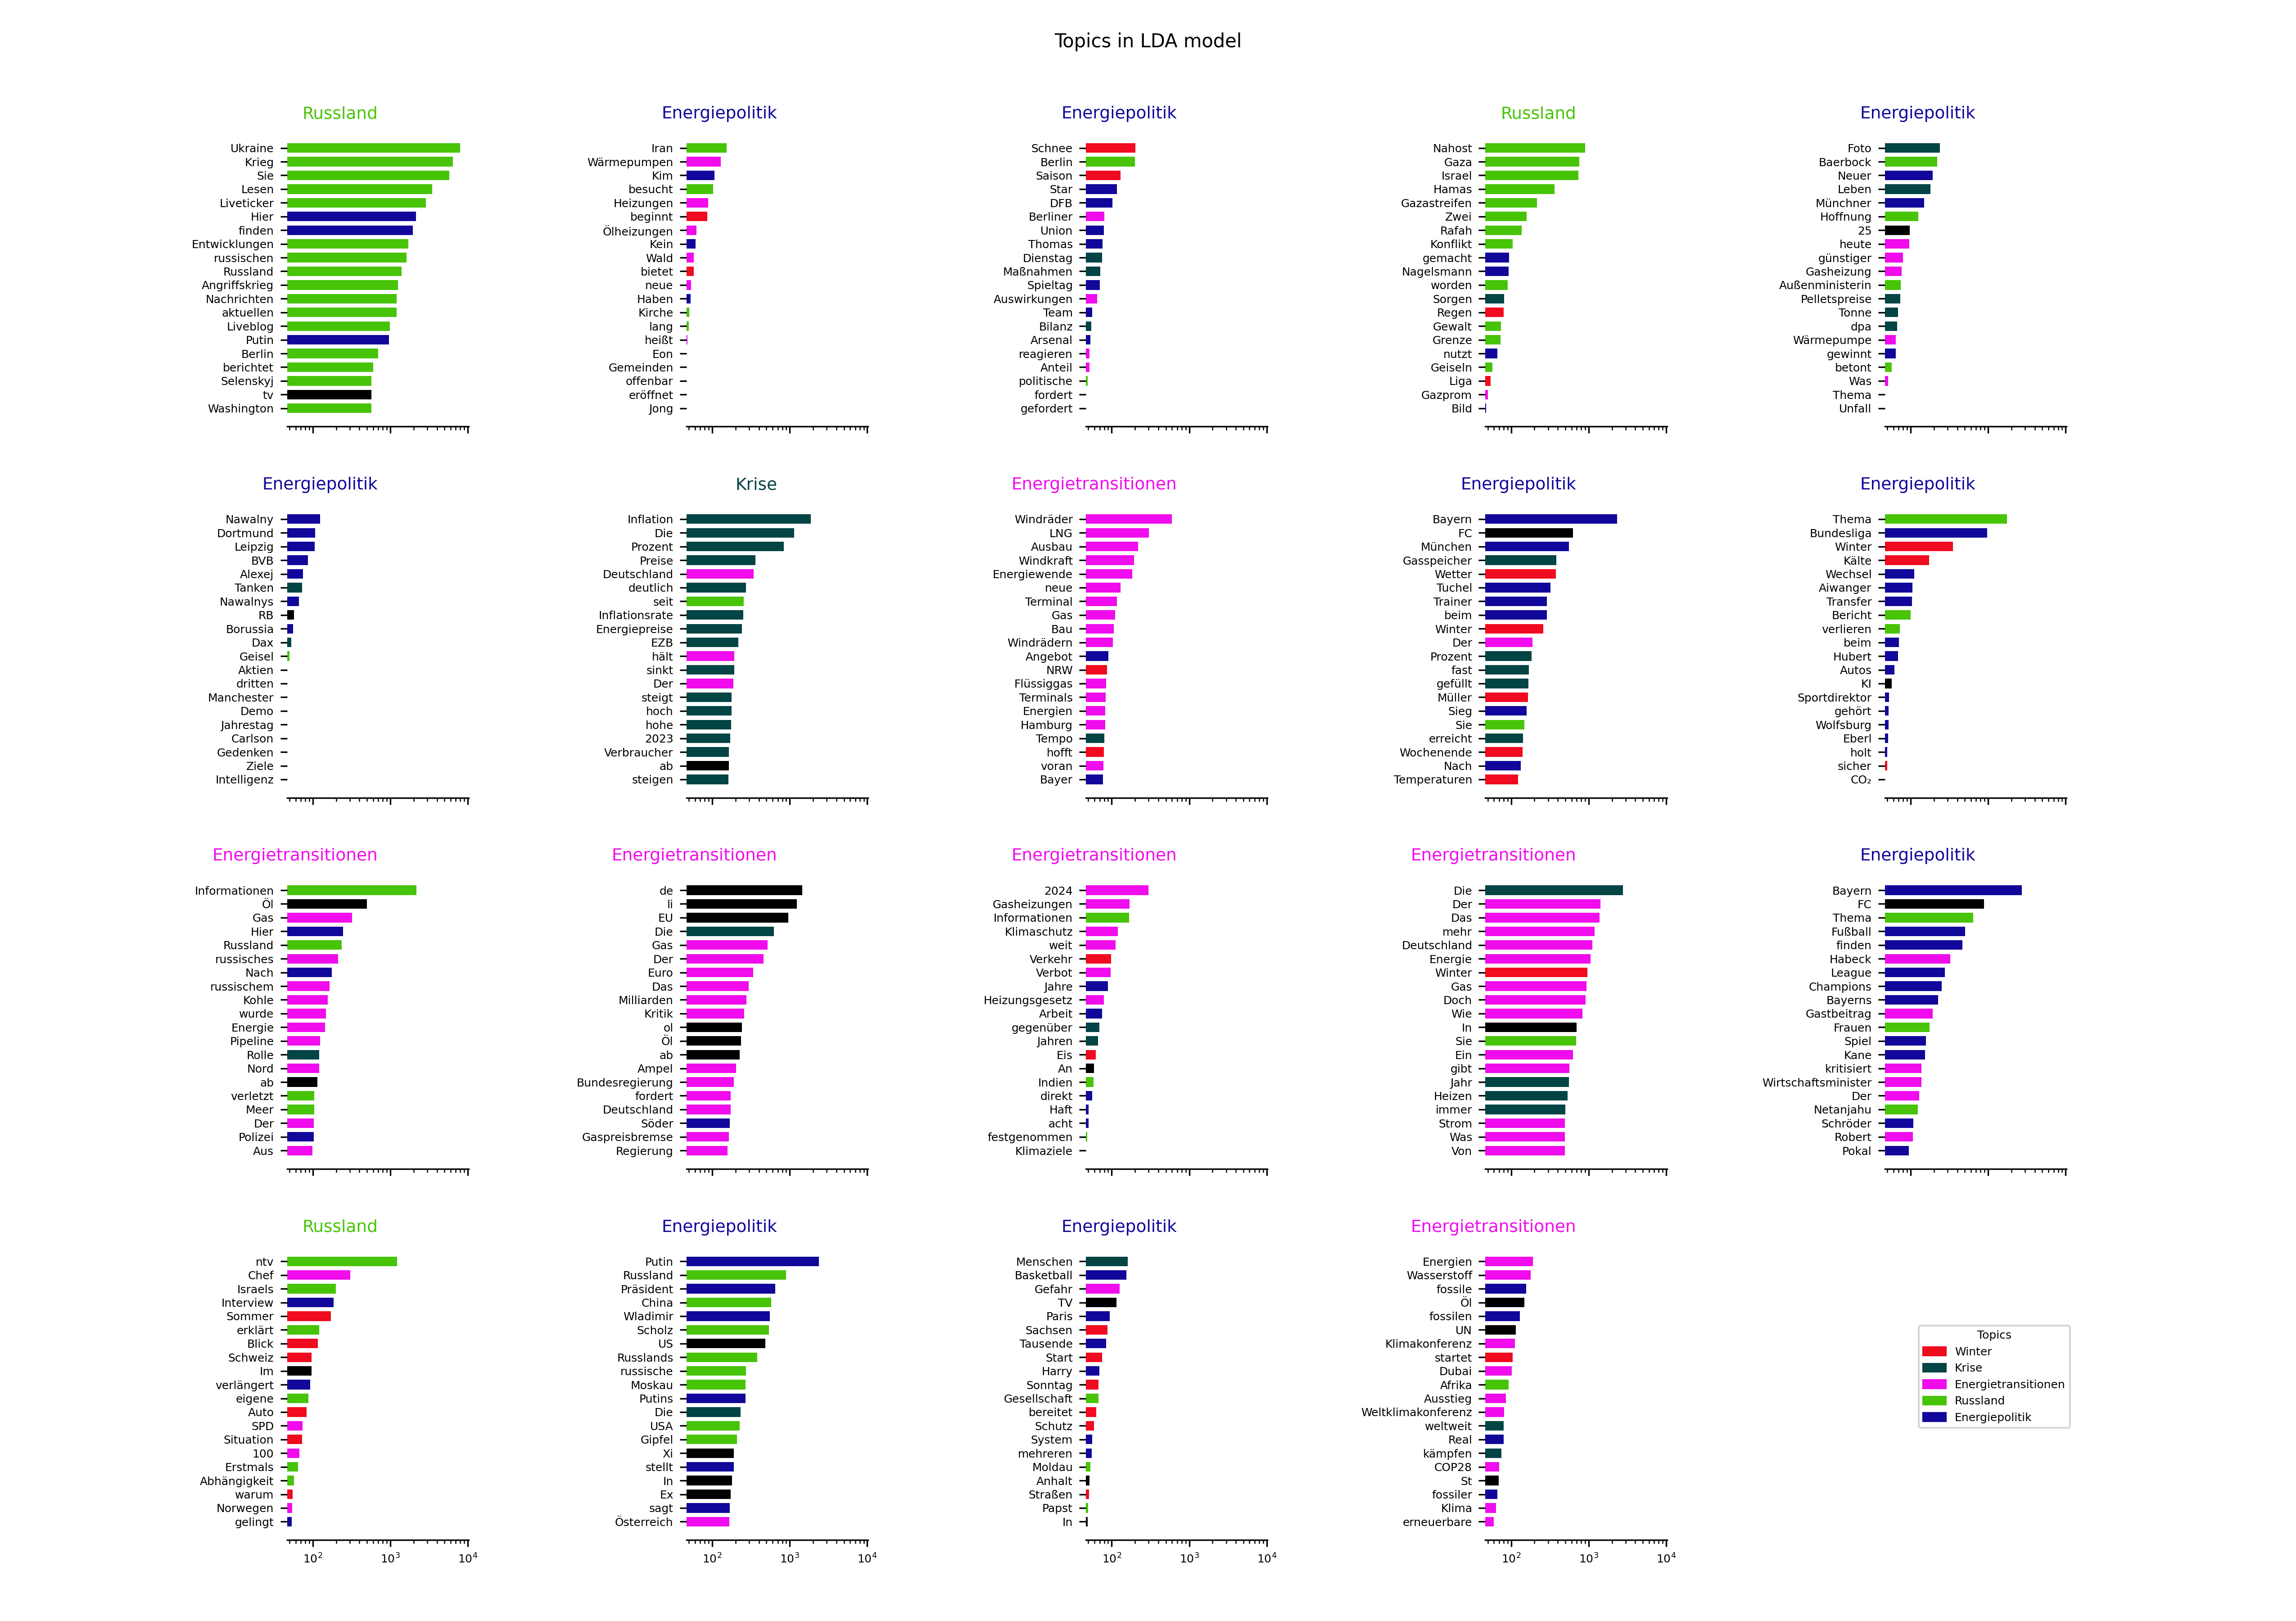 Topics in LDA model
Russland
Ukraine
Krieg
Sie
Lesen
Liveticker
Hier
finden
Entwicklungen
russischen
Russland
Angriffskrieg
Nachrichten
aktuellen
Liveblog
Putin
Berlin
berichtet
Selenskyj
tv
Washington
Energiepolitik
Iran
Wärmepumpen
Kim
besucht
Heizungen
beginnt
Ölheizungen
Kein
Wald
bietet
neue
Haben
Kirche
lang
heißt
Eon
Gemeinden
offenbar
eröffnet
Jong
Energiepolitik
Schnee
Berlin
Saison
Star
DFB
Berliner
Union
Thomas
Dienstag
Maßnahmen
Spieltag
Auswirkungen
Team
Bilanz
Arsenal
reagieren
Anteil
politische
fordert
gefordert
Russland
Nahost
Gaza
Israel
Hamas
Gazastreifen
Zwei
Rafah
Konflikt
gemacht
Nagelsmann
worden
Sorgen
Regen
Gewalt
Grenze
nutzt
Geiseln
Liga
Gazprom
Bild
Energiepolitik
Foto
Baerbock
Neuer
Leben
Münchner
Hoffnung
25
heute
günstiger
Gasheizung
Außenministerin
Pelletspreise
Tonne
dpa
Wärmepumpe
gewinnt
betont
Was
Thema
Unfall
Energiepolitik
Nawalny
Dortmund
Leipzig
BVB
Alexej
Tanken
Nawalnys
RB
Borussia
Dax
Geisel
Aktien
dritten
Manchester
Demo
Jahrestag
Carlson
Gedenken
Ziele
Intelligenz
Krise
Inflation
Die
Prozent
Preise
Deutschland
deutlich
seit
Inflationsrate
Energiepreise
EZB
hält
sinkt
Der
steigt
hoch
hohe
2023
Verbraucher
ab
steigen
Energietransitionen
Windräder
LNG
Ausbau
Windkraft
Energiewende
neue
Terminal
Gas
Bau
Windrädern
Angebot
NRW
Flüssiggas
Terminals
Energien
Hamburg
Tempo
hofft
voran
Bayer
Energiepolitik
Bayern
FC
München
Gasspeicher
Wetter
Tuchel
Trainer
beim
Winter
Der
Prozent
fast
gefüllt
Müller
Sieg
Sie
erreicht
Wochenende
Nach
Temperaturen
Energiepolitik
Thema
Bundesliga
Winter
Kälte
Wechsel
Aiwanger
Transfer
Bericht
verlieren
beim
Hubert
Autos
KI
Sportdirektor
gehört
Wolfsburg
Eberl
holt
sicher
CO₂
Energietransitionen
Informationen
Öl
Gas
Hier
Russland
russisches
Nach
russischem
Kohle
wurde
Energie
Pipeline
Rolle
Nord
ab
verletzt
Meer
Der
Polizei
Aus
Energietransitionen
de
li
EU
Die
Gas
Der
Euro
Das
Milliarden
Kritik
ol
Öl
ab
Ampel
Bundesregierung
fordert
Deutschland
Söder
Gaspreisbremse
Regierung
Energietransitionen
2024
Gasheizungen
Informationen
Klimaschutz
weit
Verkehr
Verbot
Jahre
Heizungsgesetz
Arbeit
gegenüber
Jahren
Eis
An
Indien
direkt
Haft
acht
festgenommen
Klimaziele
Energietransitionen
Die
Der
Das
mehr
Deutschland
Energie
Winter
Gas
Doch
Wie
In
Sie
Ein
gibt
Jahr
Heizen
immer
Strom
Was
Von
Energiepolitik
Bayern
FC
Thema
Fußball
finden
Habeck
League
Champions
Bayerns
Gastbeitrag
Frauen
Spiel
Kane
kritisiert
Wirtschaftsminister
Der
Netanjahu
Schröder
Robert
Pokal
Russland
ntv
Chef
Israels
Interview
Sommer
erklärt
Blick
Schweiz
Im
verlängert
eigene
Auto
SPD
Situation
100
Erstmals
Abhängigkeit
warum
Norwegen
gelingt
10² 10³ 10⁴
Energiepolitik
Putin
Russland
Präsident
China
Wladimir
Scholz
US
Russlands
russische
Moskau
Putins
Die
USA
Gipfel
Xi
stellt
In
Ex
sagt
Österreich
10² 10³ 10⁴
Energiepolitik
Menschen
Basketball
Gefahr
TV
Paris
Sachsen
Tausende
Start
Harry
Sonntag
Gesellschaft
bereitet
Schutz
System
mehreren
Moldau
Anhalt
Straßen
Papst
In
10² 10³ 10⁴
Energietransitionen
Energien
Wasserstoff
fossile
Öl
fossilen
UN
Klimakonferenz
startet
Dubai
Afrika
Ausstieg
Weltklimakonferenz
weltweit
Real
kämpfen
COP28
St
fossiler
Klima
erneuerbare
10² 10³ 10⁴
Topics
Winter
Krise
Energietransitionen
Russland
Energiepolitik